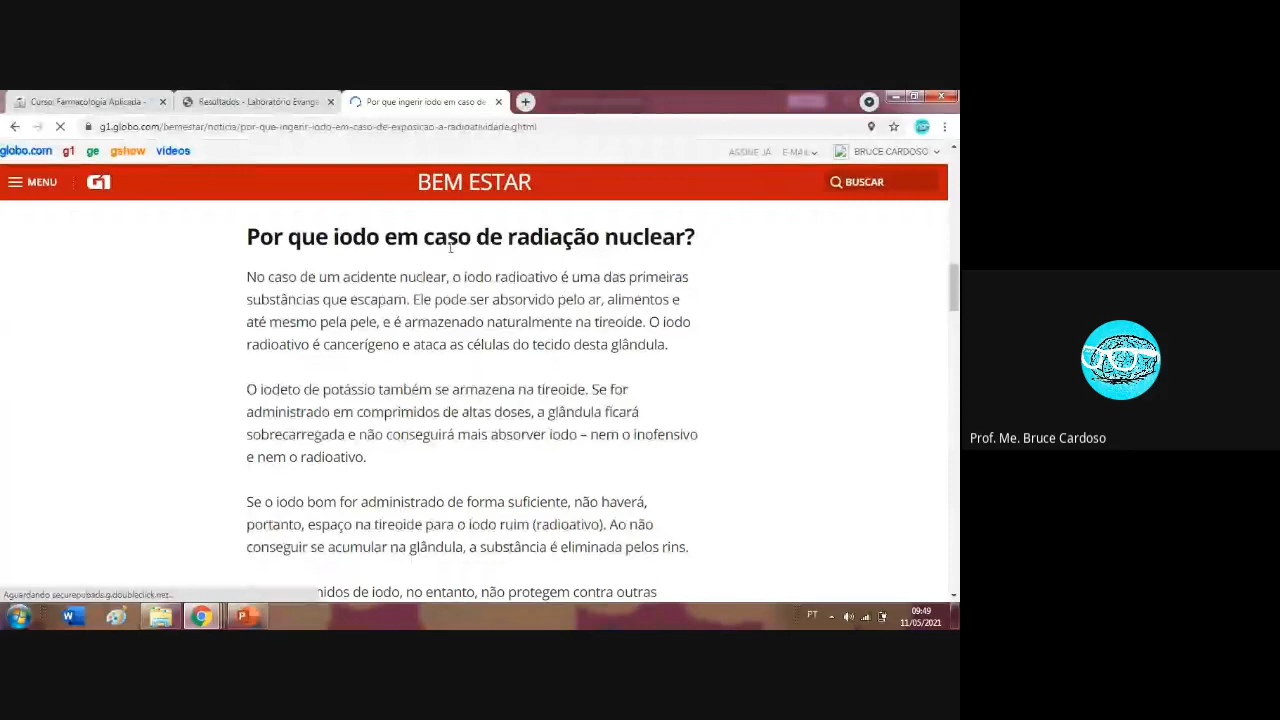 Curso: Farmacologia Aplicada -
Resultados - Laboratório Evange
Por que ingerir iodo em caso de
g1.globo.com/bemestar/noticia/por-que-ingerir-iodo-em-caso-de-exposicao-a-radioatividade.ghtml
globo.com g1 ge gshow videos
ASSINE JÁ E-MAIL BRUCE CARDOSO
MENU G1 BEM ESTAR BUSCAR
Por que iodo em caso de radiação nuclear?
No caso de um acidente nuclear, o iodo radioativo é uma das primeiras
substâncias que escapam. Ele pode ser absorvido pelo ar, alimentos e
até mesmo pela pele, e é armazenado naturalmente na tireoide. O iodo
radioativo é cancerígeno e ataca as células do tecido desta glândula.
O iodeto de potássio também se armazena na tireoide. Se for
administrado em comprimidos de altas doses, a glândula ficará
sobrecarregada e não conseguirá mais absorver iodo – nem o inofensivo
e nem o radioativo.
Se o iodo bom for administrado de forma suficiente, não haverá,
portanto, espaço na tireoide para o iodo ruim (radioativo). Ao não
conseguir se acumular na glândula, a substância é eliminada pelos rins.
de iodo, no entanto, não protegem contra outras
Aguardando securepubads.g.doubleclick.net...
PT
09:49
11/05/2021
Prof. Me. Bruce Cardoso